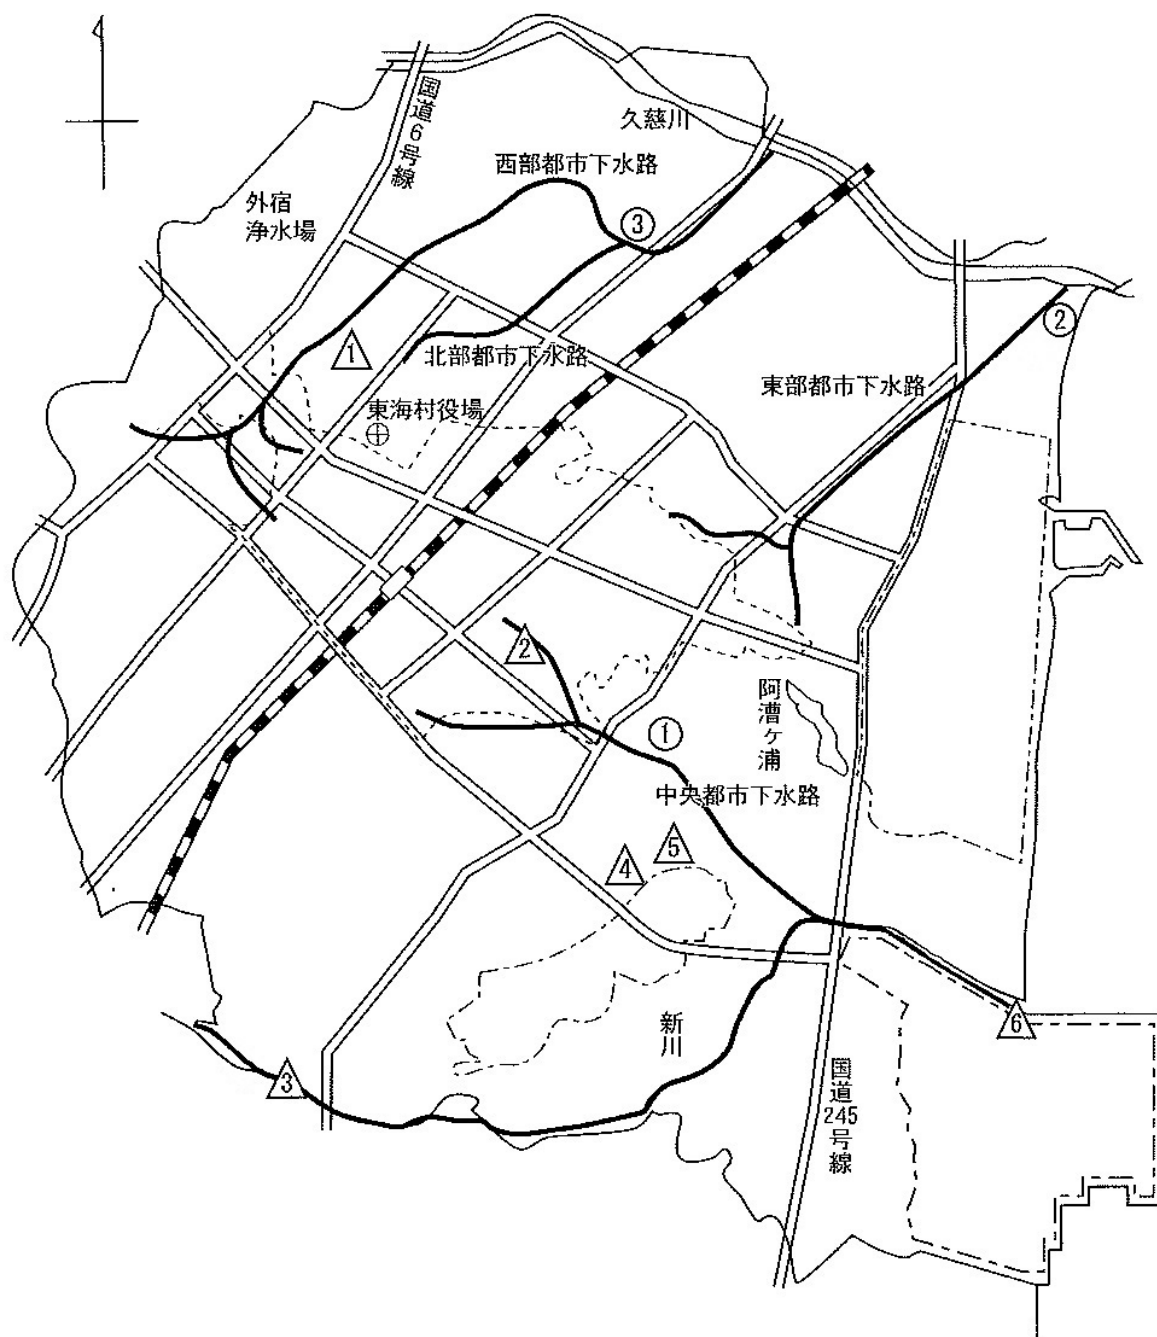 国道6号線
久慈川
西部都市下水路
外宿
浄水場
③
②
1
北部都市下水路
東部都市下水路
東海村役場
2
阿漕ヶ浦
①
中央都市下水路
5
4
新川
6
3
国道245号線